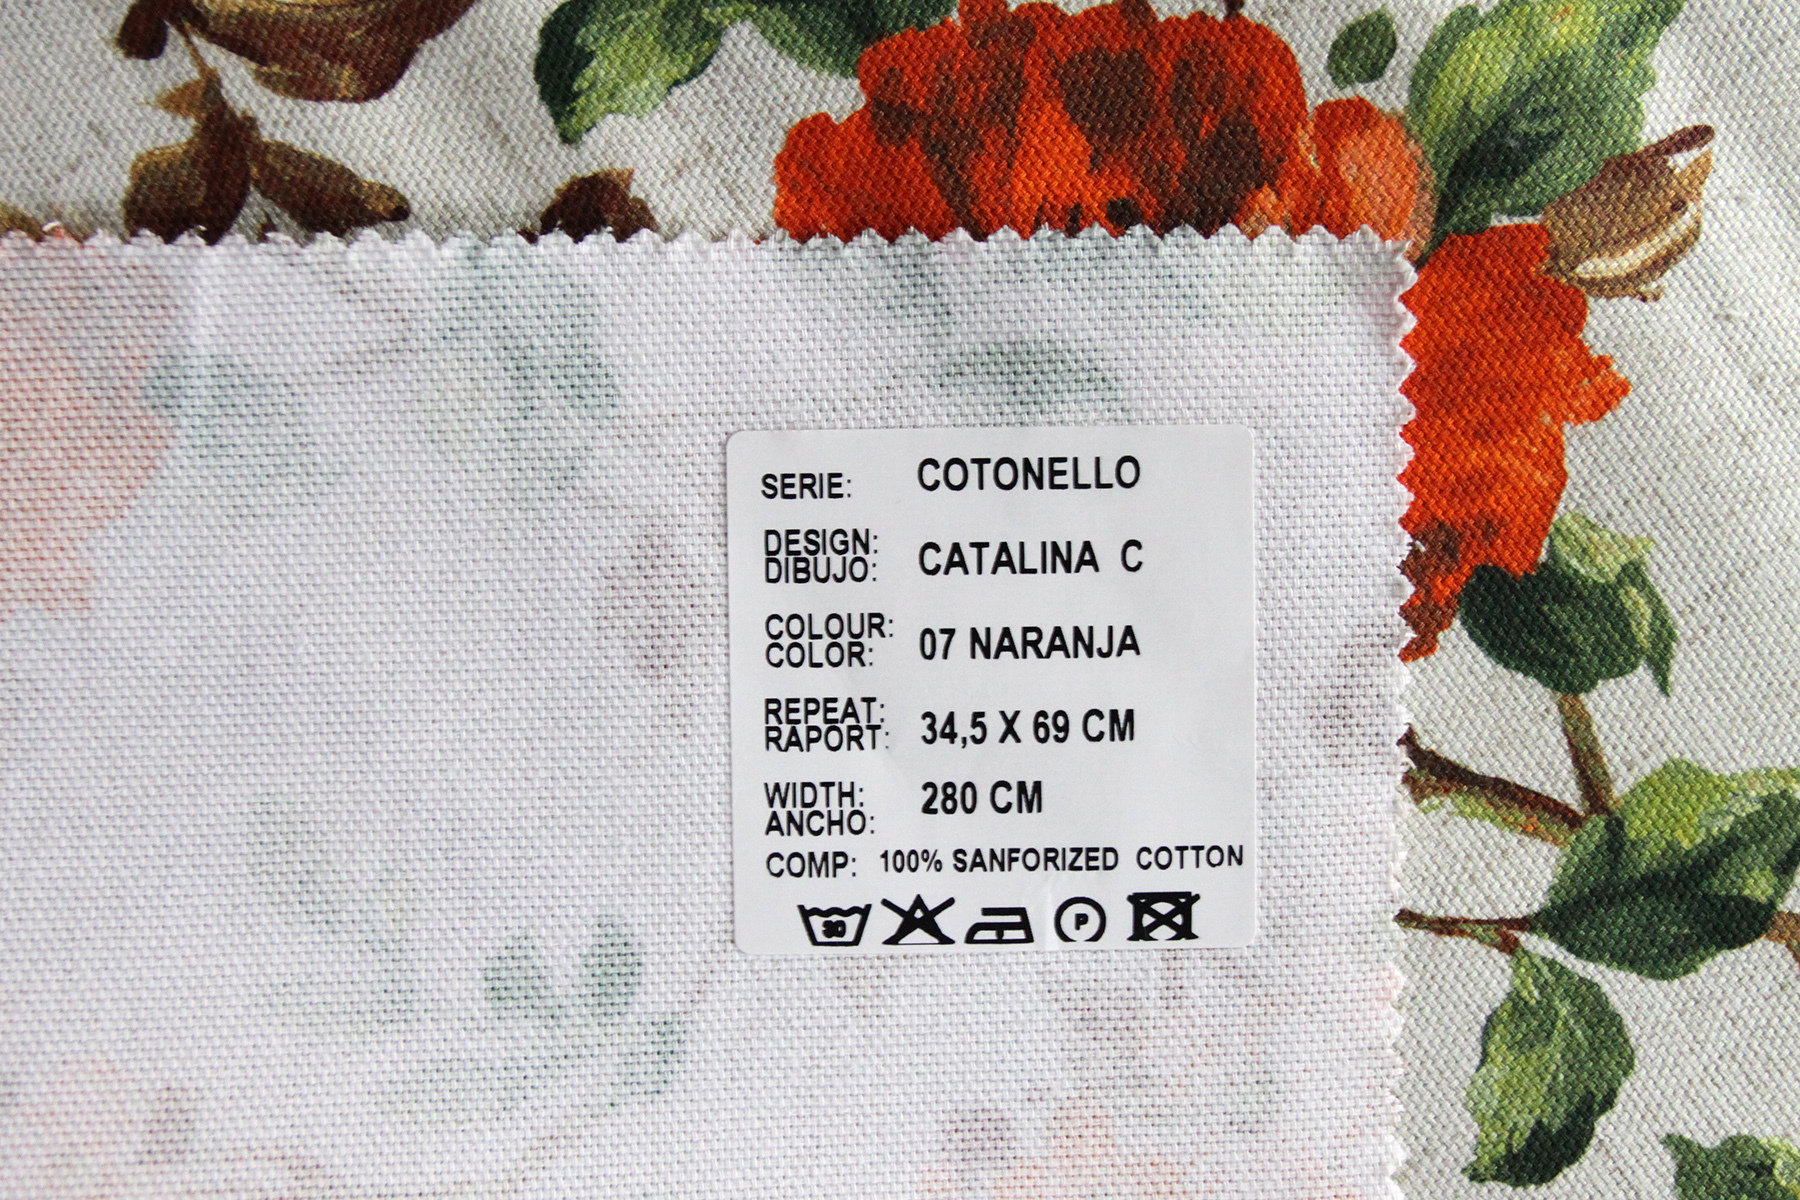 SERIE: COTONELLO
DESIGN:
DIBUJO: CATALINA C
COLOUR:
COLOR: 07 NARANJA
REPEAT:
RAPORT: 34,5 X 69 CM
WIDTH:
ANCHO: 280 CM
COMP: 100% SANFORIZED COTTON
30 P